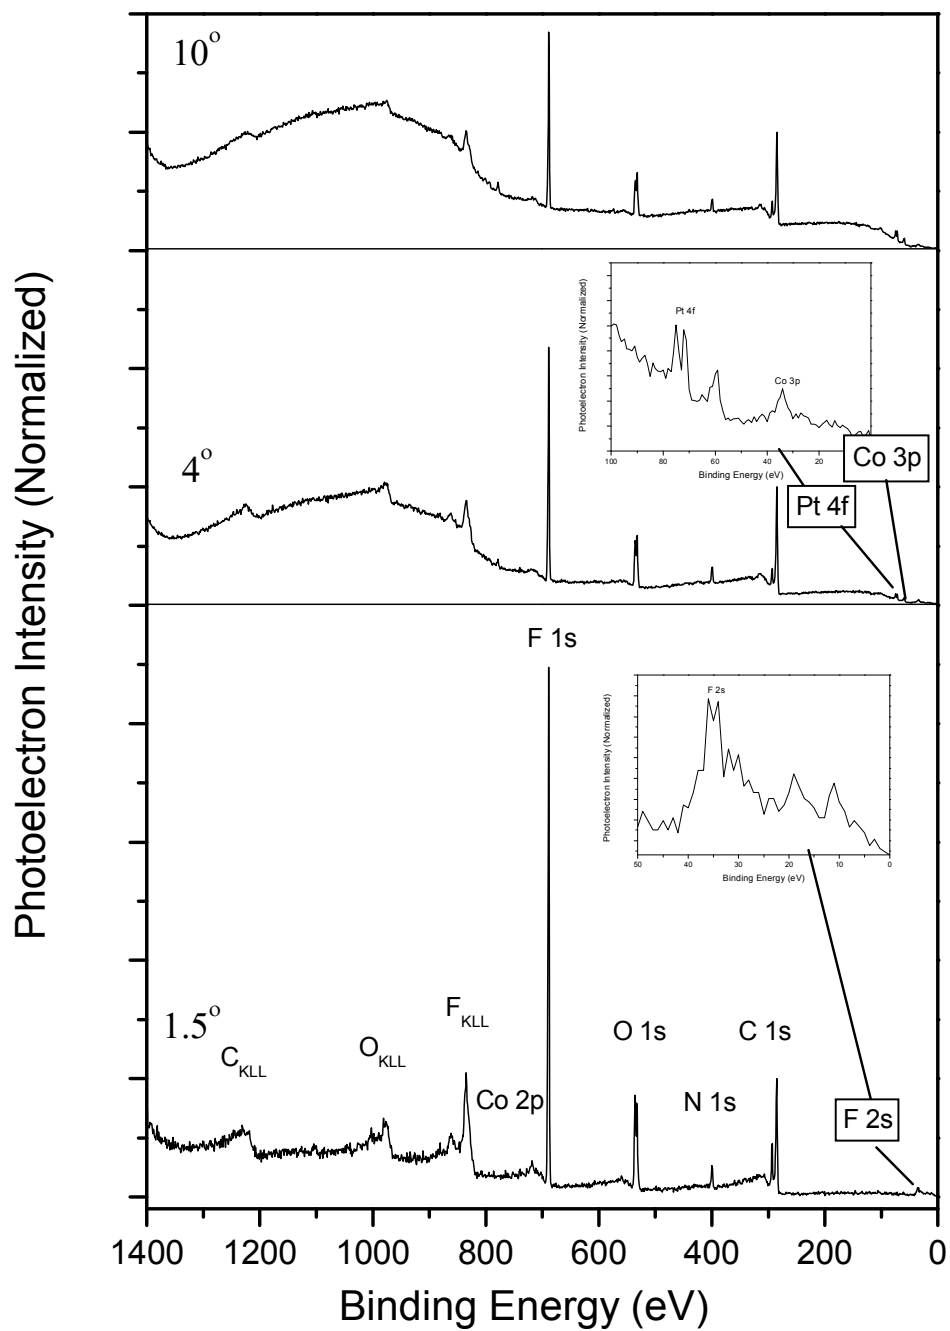 10°
Photoelectron Intensity (Normalized)
Photoelectron Intensity (Normalized)
Pt 4f
Co 3p
100 80 60 40 20
Binding Energy (eV)
4°
Co 3p
Pt 4f
F 1s
Photoelectron Intensity (Normalized)
F 2s
50 40 30 20 10 0
Binding Energy (eV)
1.5°
C KLL
O KLL
F KLL
Co 2p
O 1s
N 1s
C 1s
F 2s
1400 1200 1000 800 600 400 200 0
Binding Energy (eV)